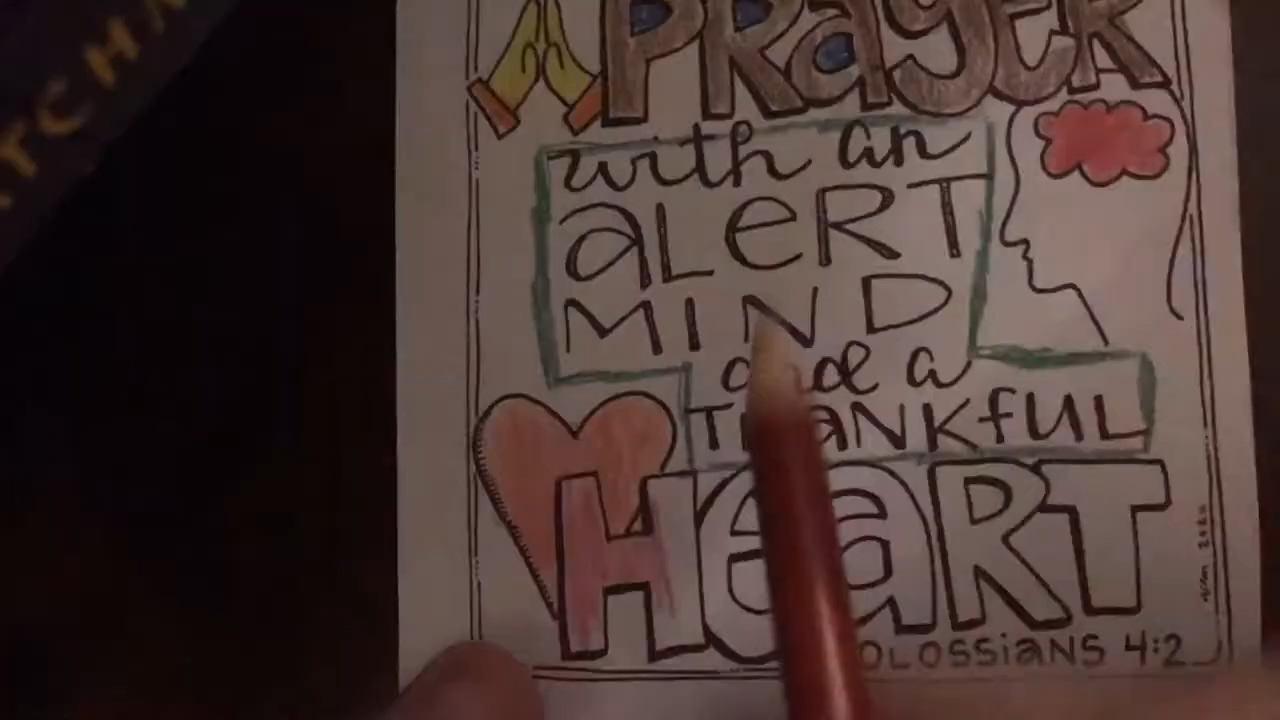 PRayeR
with an
aLeRT
MIND
and a
THaNKfUL
HeaRT
COLOSSiaNS 4:2